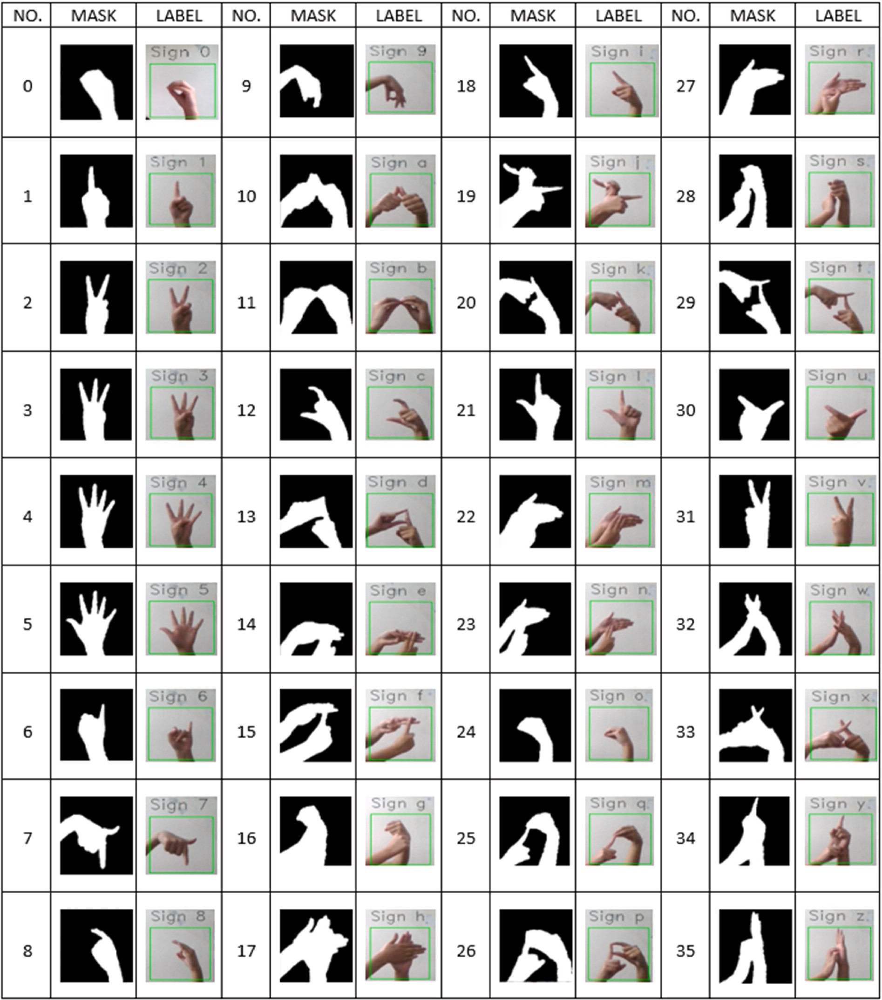 NO. MASK LABEL NO. MASK LABEL NO. MASK LABEL NO. MASK LABEL
0 Sign 0 9 Sign 9 18 Sign i 27 Sign r
1 Sign 1 10 Sign a 19 Sign j 28 Sign s
2 Sign 2 11 Sign b 20 Sign k 29 Sign t
3 Sign 3 12 Sign c 21 Sign l 30 Sign u
4 Sign 4 13 Sign d 22 Sign m 31 Sign v
5 Sign 5 14 Sign e 23 Sign n 32 Sign w
6 Sign 6 15 Sign f 24 Sign o 33 Sign x
7 Sign 7 16 Sign g 25 Sign q 34 Sign y
8 Sign 8 17 Sign h 26 Sign p 35 Sign z